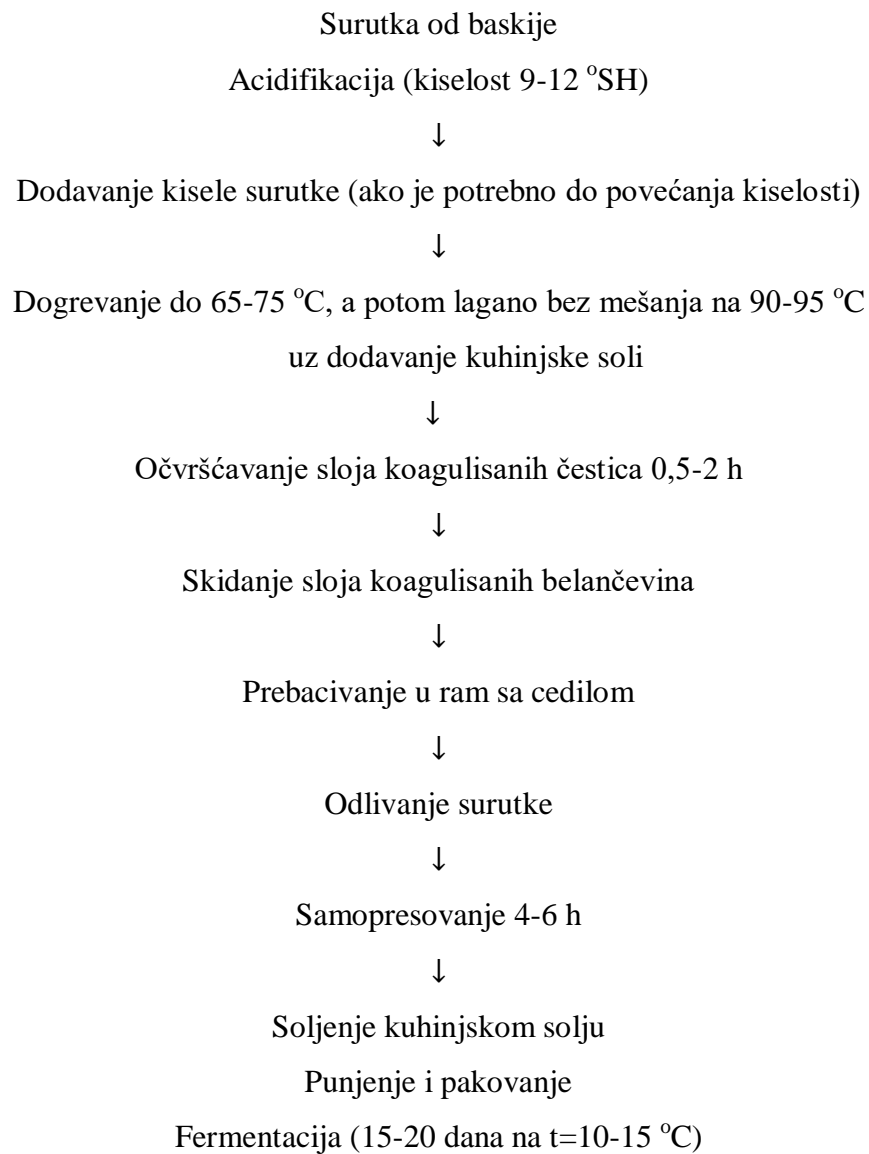 Surutka od baskije
Acidifikacija (kiselost 9-12 °SH)
↓
Dodavanje kisele surutke (ako je potrebno do povećanja kiselosti)
↓
Dogrevanje do 65-75 °C, a potom lagano bez mešanja na 90-95 °C
uz dodavanje kuhinjske soli
↓
Očvršćavanje sloja koagulisanih čestica 0,5-2 h
↓
Skidanje sloja koagulisanih belančevina
↓
Prebacivanje u ram sa cedilom
↓
Odlivanje surutke
↓
Samopresovanje 4-6 h
↓
Soljenje kuhinjskom solju
Punjenje i pakovanje
Fermentacija (15-20 dana na t=10-15 °C)